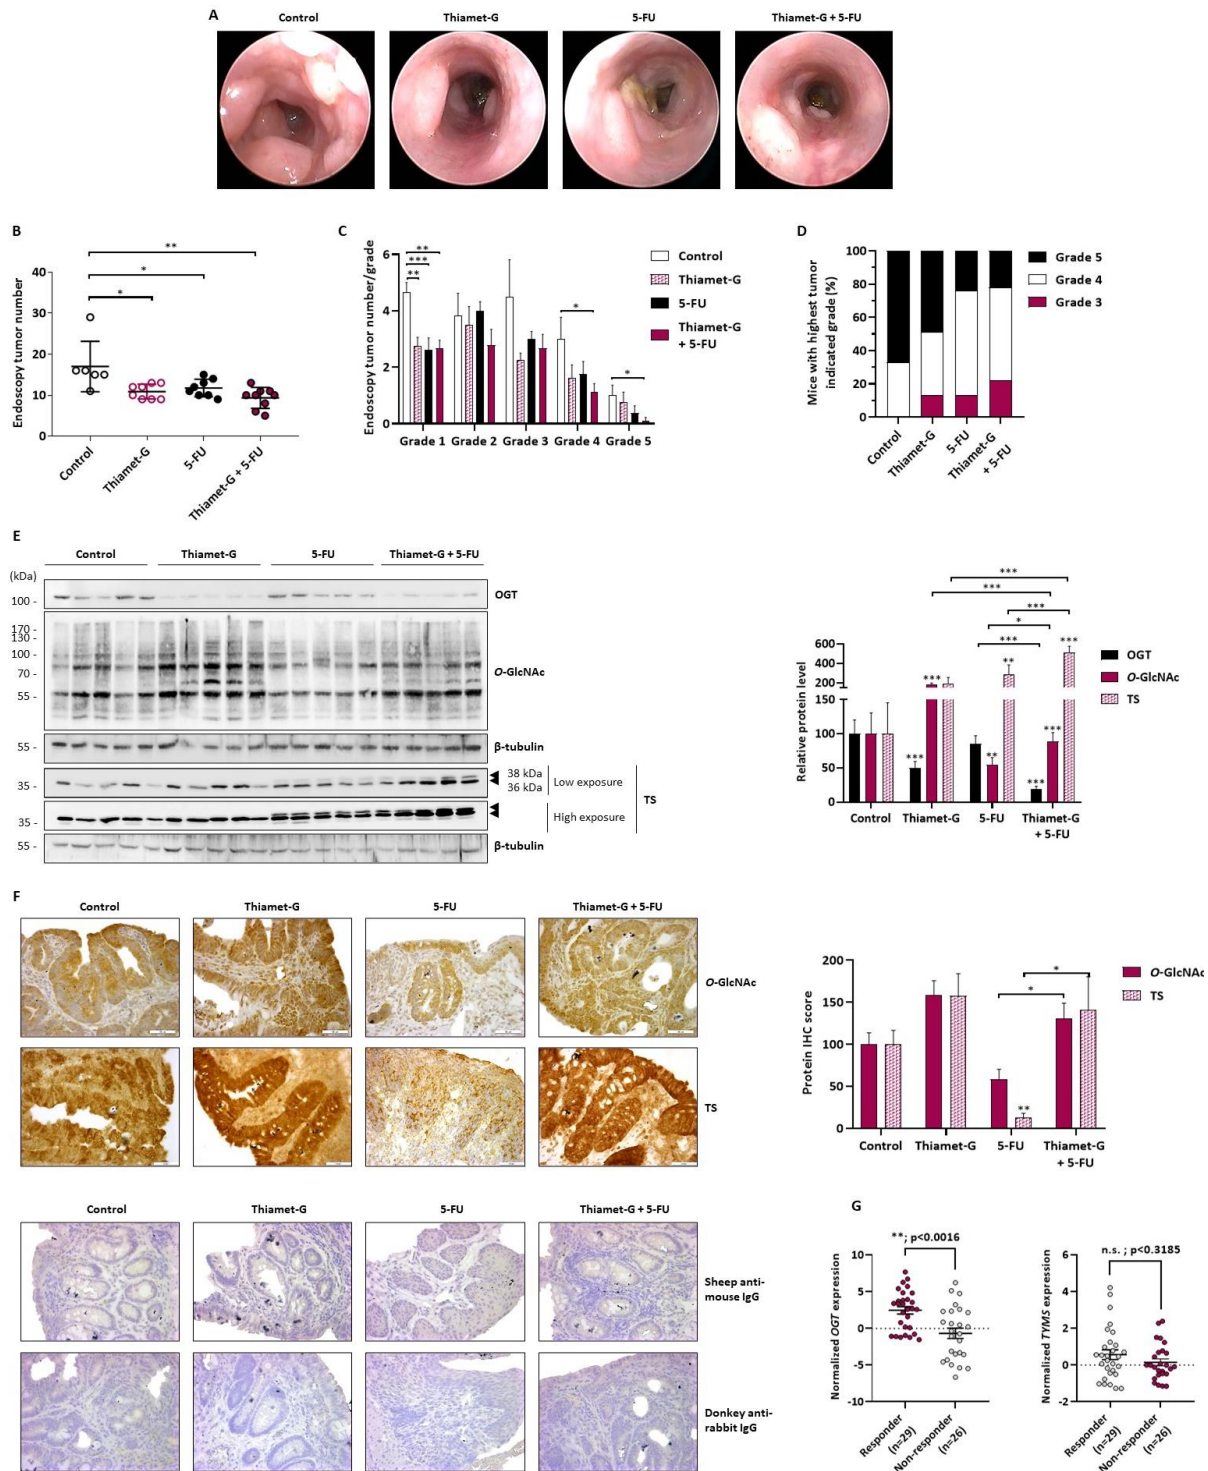 A
Control
Thiamet-G
5-FU
Thiamet-G + 5-FU
B
Endoscopy tumor number
40
30
20
10
0
**
*
*
Control
Thiamet-G
5-FU
Thiamet-G + 5-FU
C
Endoscopy tumor number/grade
6
4
2
0
**
***
**
*
*
Grade 1
Grade 2
Grade 3
Grade 4
Grade 5
Control
Thiamet-G
5-FU
Thiamet-G
+ 5-FU
D
Mice with highest tumor
indicated grade (%)
100
80
60
40
20
0
Control
Thiamet-G
5-FU
Thiamet-G
+ 5-FU
Grade 5
Grade 4
Grade 3
E
Control
Thiamet-G
5-FU
Thiamet-G + 5-FU
(kDa)
100 -
OGT
170 -
130 -
100 -
70 -
55 -
O-GlcNAc
55 -
β-tubulin
35 -
38 kDa
36 kDa
Low exposure
35 -
High exposure
TS
55 -
β-tubulin
Relative protein level
600
400
200
150
100
50
0
***
***
***
*
***
***
***
**
**
***
***
***
Control
Thiamet-G
5-FU
Thiamet-G
+ 5-FU
OGT
O-GlcNAc
TS
F
Control
Thiamet-G
5-FU
Thiamet-G + 5-FU
O-GlcNAc
TS
Protein IHC score
200
150
100
50
0
*
*
**
Control
Thiamet-G
5-FU
Thiamet-G
+ 5-FU
O-GlcNAc
TS
Control
Thiamet-G
5-FU
Thiamet-G + 5-FU
Sheep anti-
mouse IgG
Donkey anti-
rabbit IgG
G
Normalized OGT expression
10
5
0
-5
-10
**; p<0.0016
Responder
(n=29)
Non-responder
(n=26)
Normalized TYMS expression
6
4
2
0
-2
n.s. ; p<0.3185
Responder
(n=29)
Non-responder
(n=26)